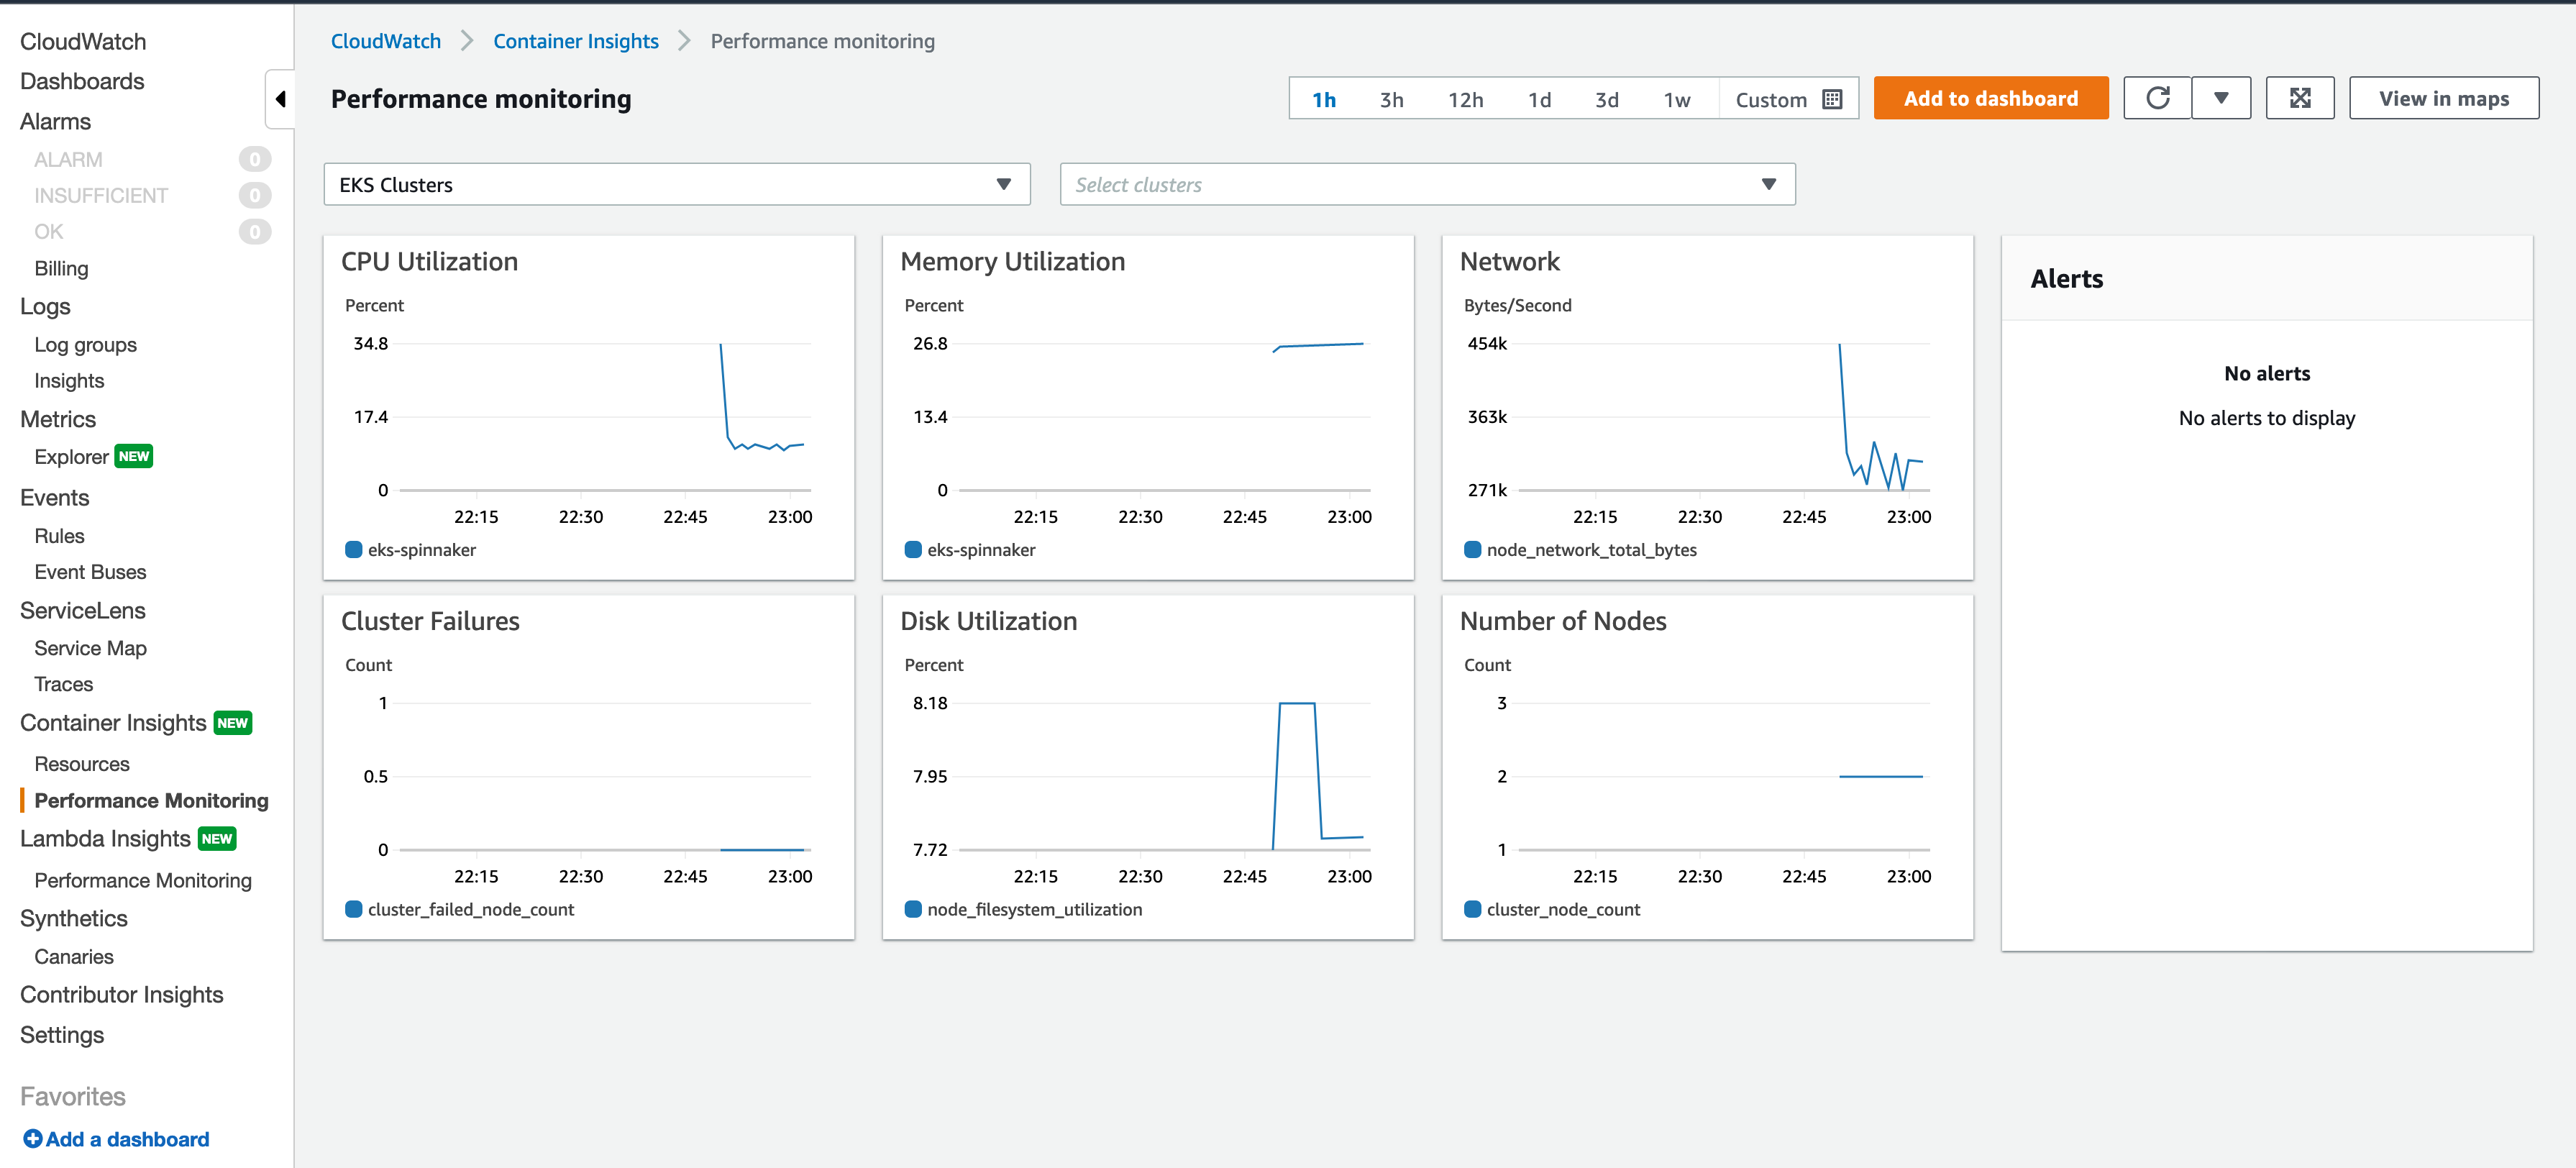 CloudWatch
Dashboards
Alarms
ALARM 0
INSUFFICIENT 0
OK 0
Billing
Logs
Log groups
Insights
Metrics
Explorer NEW
Events
Rules
Event Buses
ServiceLens
Service Map
Traces
Container Insights NEW
Resources
Performance Monitoring
Lambda Insights NEW
Performance Monitoring
Synthetics
Canaries
Contributor Insights
Settings
Favorites
Add a dashboard
CloudWatch Container Insights Performance monitoring
Performance monitoring
1h 3h 12h 1d 3d 1w Custom
Add to dashboard
View in maps
EKS Clusters
Select clusters
CPU Utilization
Percent
34.8
17.4
0
22:15 22:30 22:45 23:00
eks-spinnaker
Memory Utilization
Percent
26.8
13.4
0
22:15 22:30 22:45 23:00
eks-spinnaker
Network
Bytes/Second
454k
363k
271k
22:15 22:30 22:45 23:00
node_network_total_bytes
Alerts
No alerts
No alerts to display
Cluster Failures
Count
1
0.5
0
22:15 22:30 22:45 23:00
cluster_failed_node_count
Disk Utilization
Percent
8.18
7.95
7.72
22:15 22:30 22:45 23:00
node_filesystem_utilization
Number of Nodes
Count
3
2
1
22:15 22:30 22:45 23:00
cluster_node_count